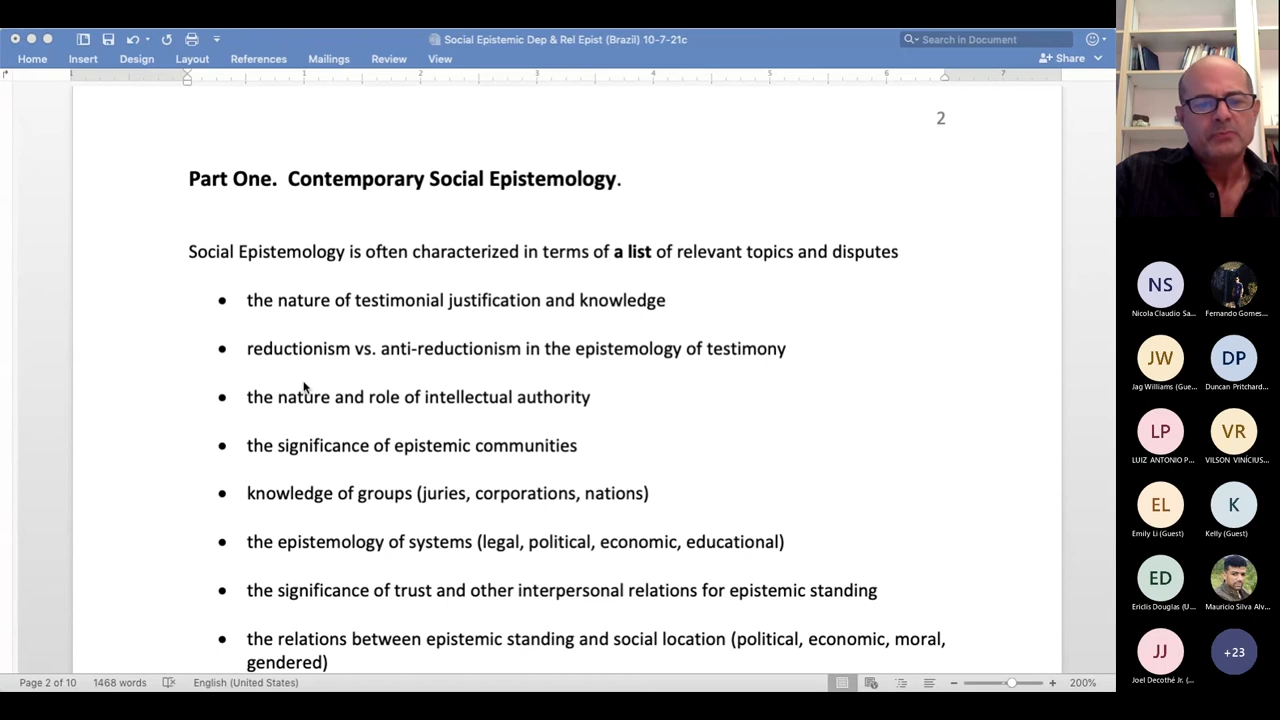 Social Epistemic Dep & Rel Epist (Brazil) 10-7-21c
Search in Document
Home Insert Design Layout References Mailings Review View
Share
1 1 2 3 4 5 6 7
2
Part One. Contemporary Social Epistemology.
Social Epistemology is often characterized in terms of a list of relevant topics and disputes
• the nature of testimonial justification and knowledge
• reductionism vs. anti-reductionism in the epistemology of testimony
• the nature and role of intellectual authority
• the significance of epistemic communities
• knowledge of groups (juries, corporations, nations)
• the epistemology of systems (legal, political, economic, educational)
• the significance of trust and other interpersonal relations for epistemic standing
• the relations between epistemic standing and social location (political, economic, moral,
gendered)
Page 2 of 10 1468 words English (United States) 200%
NS
Nicola Claudio Sa... Fernando Gomes...
JW DP
Jag Williams (Gue... Duncan Pritchard...
LP VR
LUIZ ANTONIO P... VILSON VINÍCIUS...
EL K
Emily Li (Guest) Kelly (Guest)
ED
Ericlis Douglas (U... Mauricio Silva Alv...
JJ +23
Joel Decothé Jr. (...